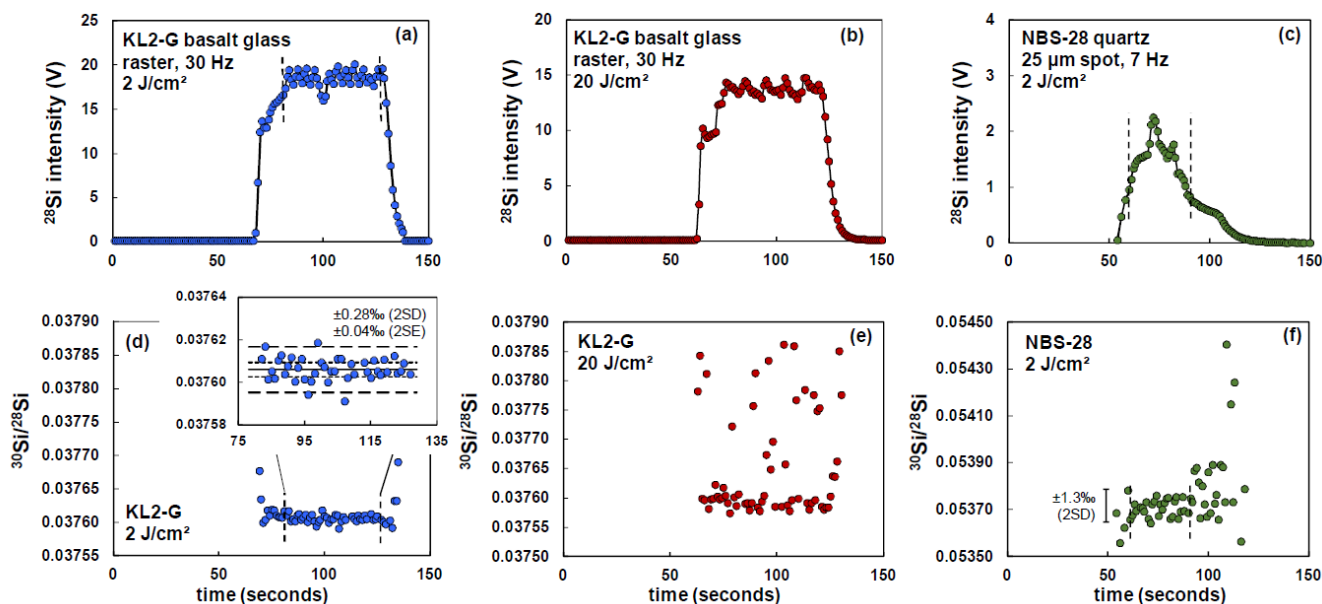 (a)
KL2-G basalt glass
raster, 30 Hz
2 J/cm²
²⁸Si intensity (V)
25
20
15
10
5
0
0 50 100 150
(b)
KL2-G basalt glass
raster, 30 Hz
20 J/cm²
²⁸Si intensity (V)
20
15
10
5
0
0 50 100 150
(c)
NBS-28 quartz
25 µm spot, 7 Hz
2 J/cm²
²⁸Si intensity (V)
4
3
2
1
0
0 50 100 150
(d)
³⁰Si/²⁸Si
0.03790
0.03785
0.03780
0.03775
0.03770
0.03765
0.03760
0.03755
0.03764
0.03762
0.03760
0.03758
75 95 115 135
±0.28‰ (2SD)
±0.04‰ (2SE)
KL2-G
2 J/cm²
0 50 100 150
time (seconds)
(e)
KL2-G
20 J/cm²
³⁰Si/²⁸Si
0.03790
0.03785
0.03780
0.03775
0.03770
0.03765
0.03760
0.03755
0.03750
0 50 100 150
time (seconds)
(f)
NBS-28
2 J/cm²
³⁰Si/²⁸Si
0.05450
0.05430
0.05410
0.05390
0.05370
0.05350
±1.3‰
(2SD)
0 50 100 150
time (seconds)